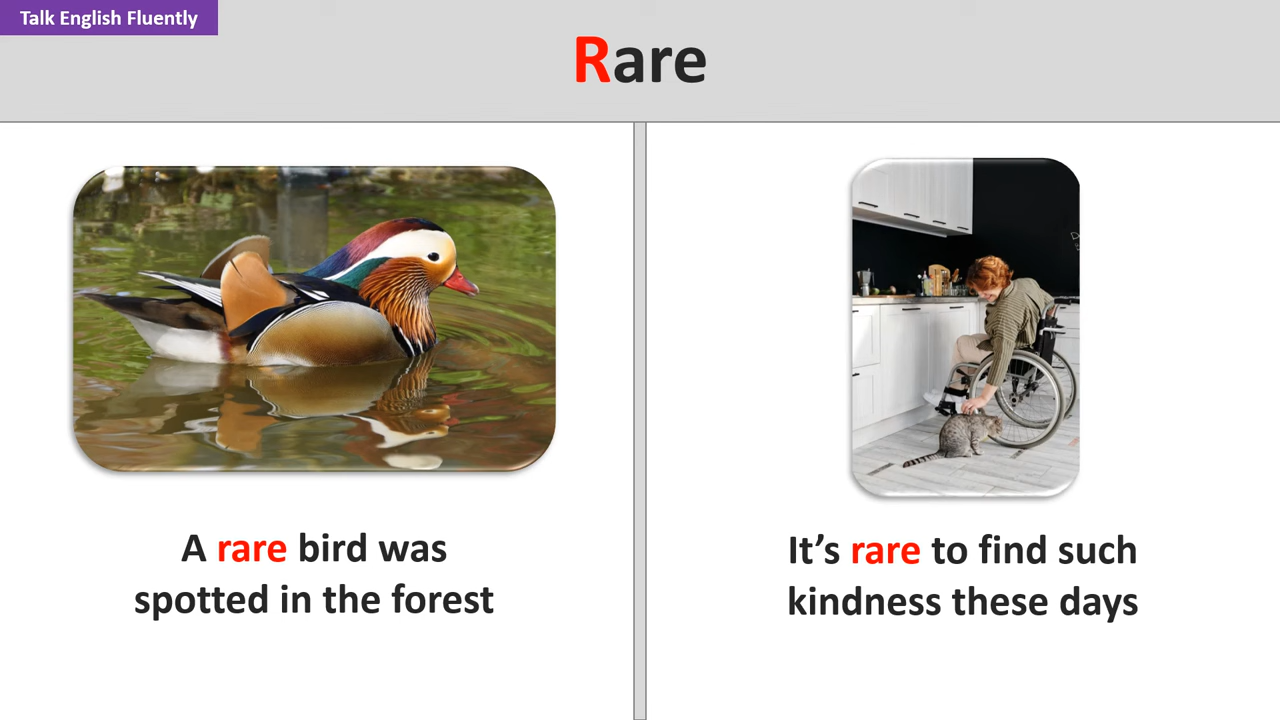 Talk English Fluently
Rare
A rare bird was
spotted in the forest
It’s rare to find such
kindness these days